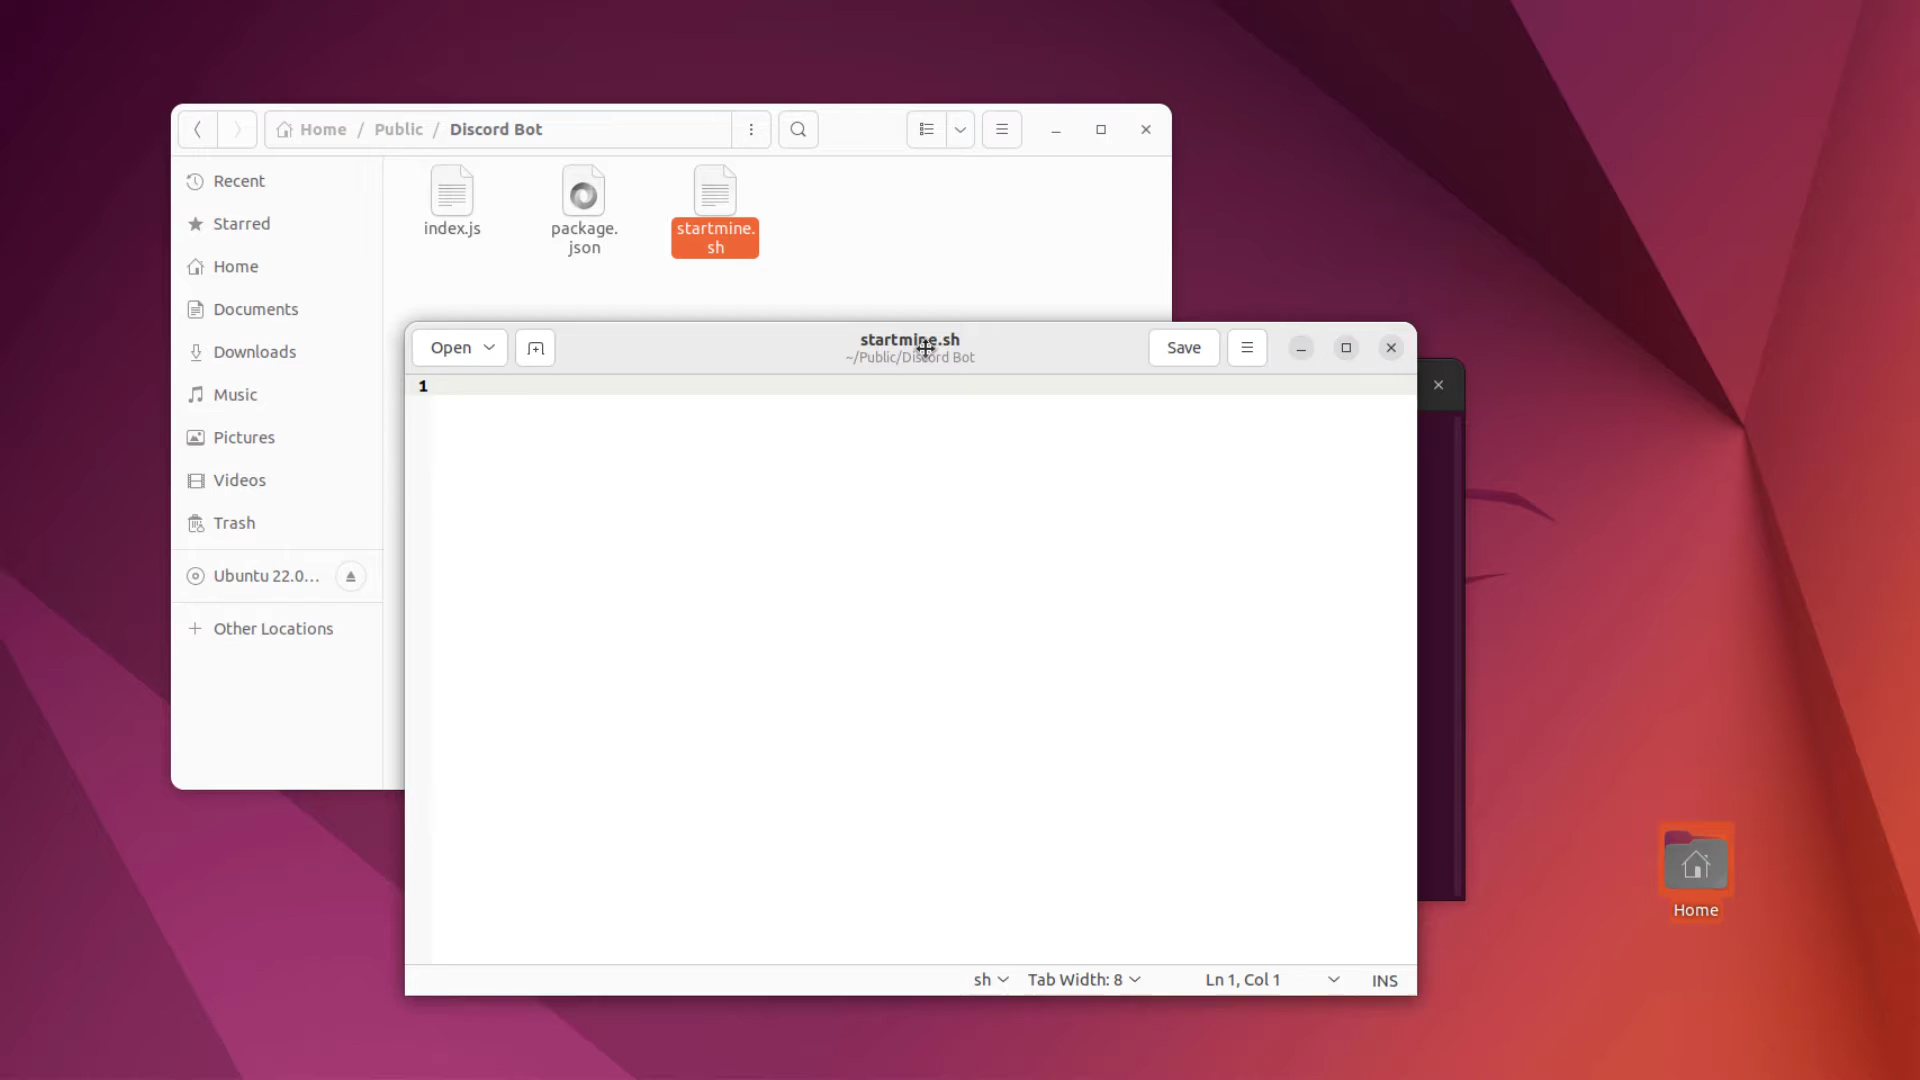 Home / Public / Discord Bot
Recent
Starred
Home
Documents
Downloads
Music
Pictures
Videos
Trash
Ubuntu 22.0...
+ Other Locations
index.js
package.
json
startmine.
sh
Open
startmine.sh
~/Public/Discord Bot
Save
1
sh
Tab Width: 8
Ln 1, Col 1
INS
Home